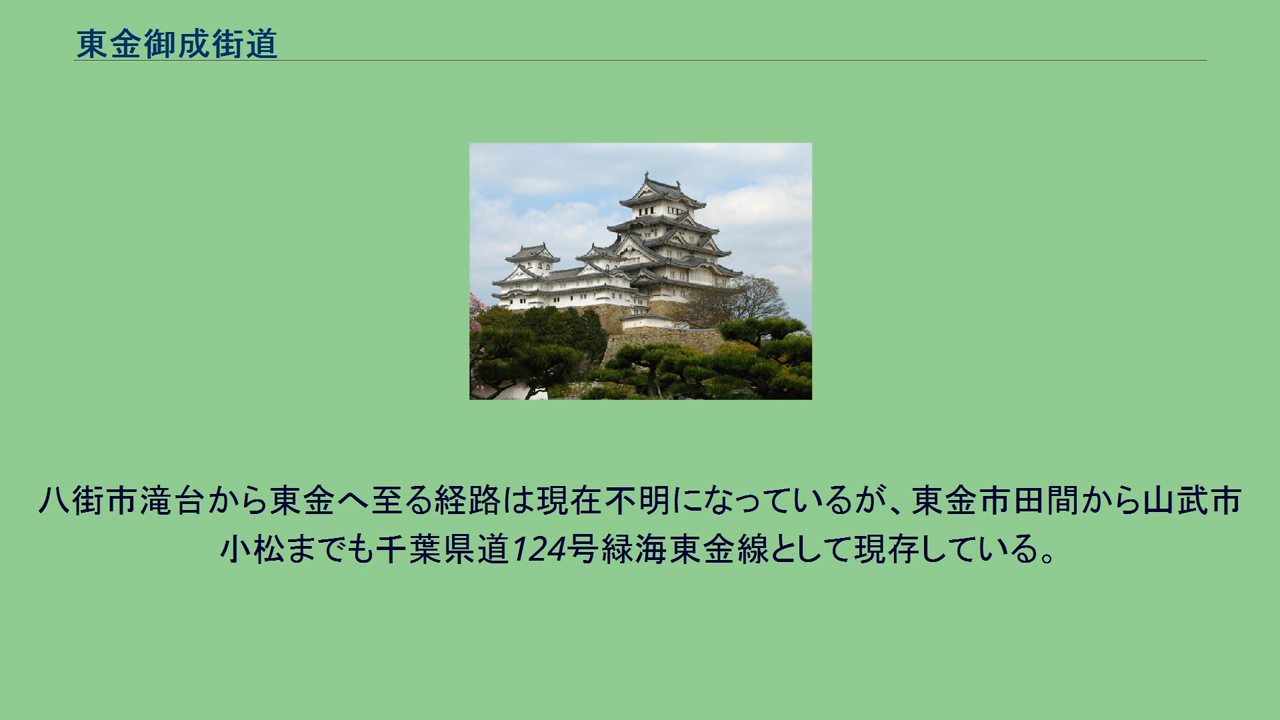 東金御成街道
八街市滝台から東金へ至る経路は現在不明になっているが、東金市田間から山武市
小松まででも千葉県道124号緑海東金線として現存している。